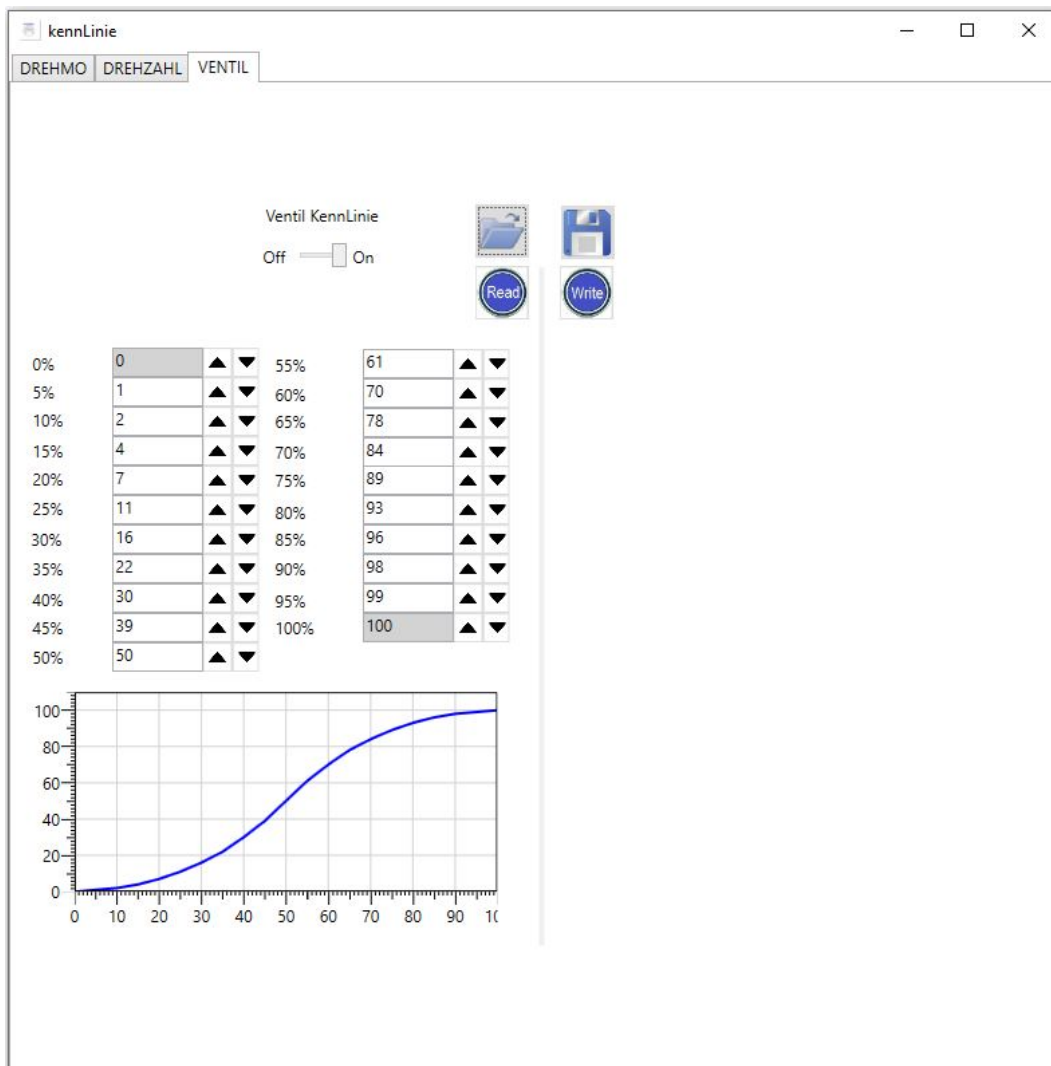 kennLinie
DREHMO DREHZAHL VENTIL
Ventil KennLinie
Off On
Read Write
0% 0 55% 61
5% 1 60% 70
10% 2 65% 78
15% 4 70% 84
20% 7 75% 89
25% 11 80% 93
30% 16 85% 96
35% 22 90% 98
40% 30 95% 99
45% 39 100% 100
50% 50
100
80
60
40
20
0
0 10 20 30 40 50 60 70 80 90 10